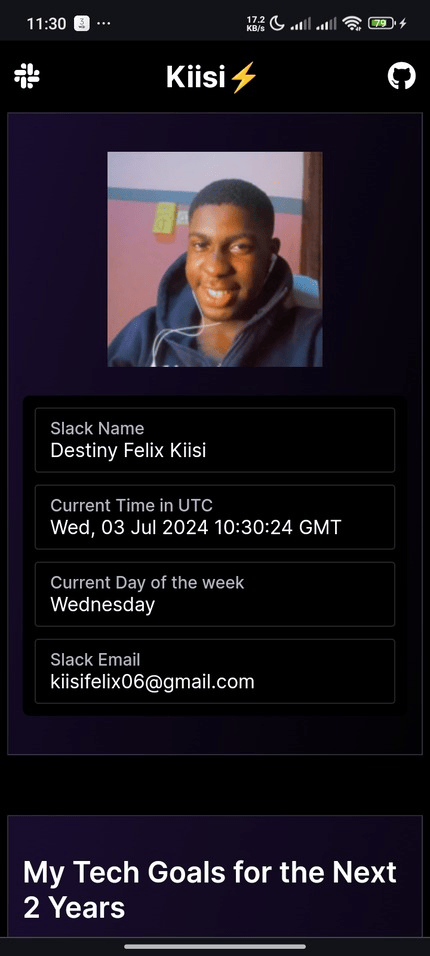 11:30
17.2
KB/s
79
Kiisi⚡
Slack Name
Destiny Felix Kiisi
Current Time in UTC
Wed, 03 Jul 2024 10:30:24 GMT
Current Day of the week
Wednesday
Slack Email
kiisifelix06@gmail.com
My Tech Goals for the Next
2 Years